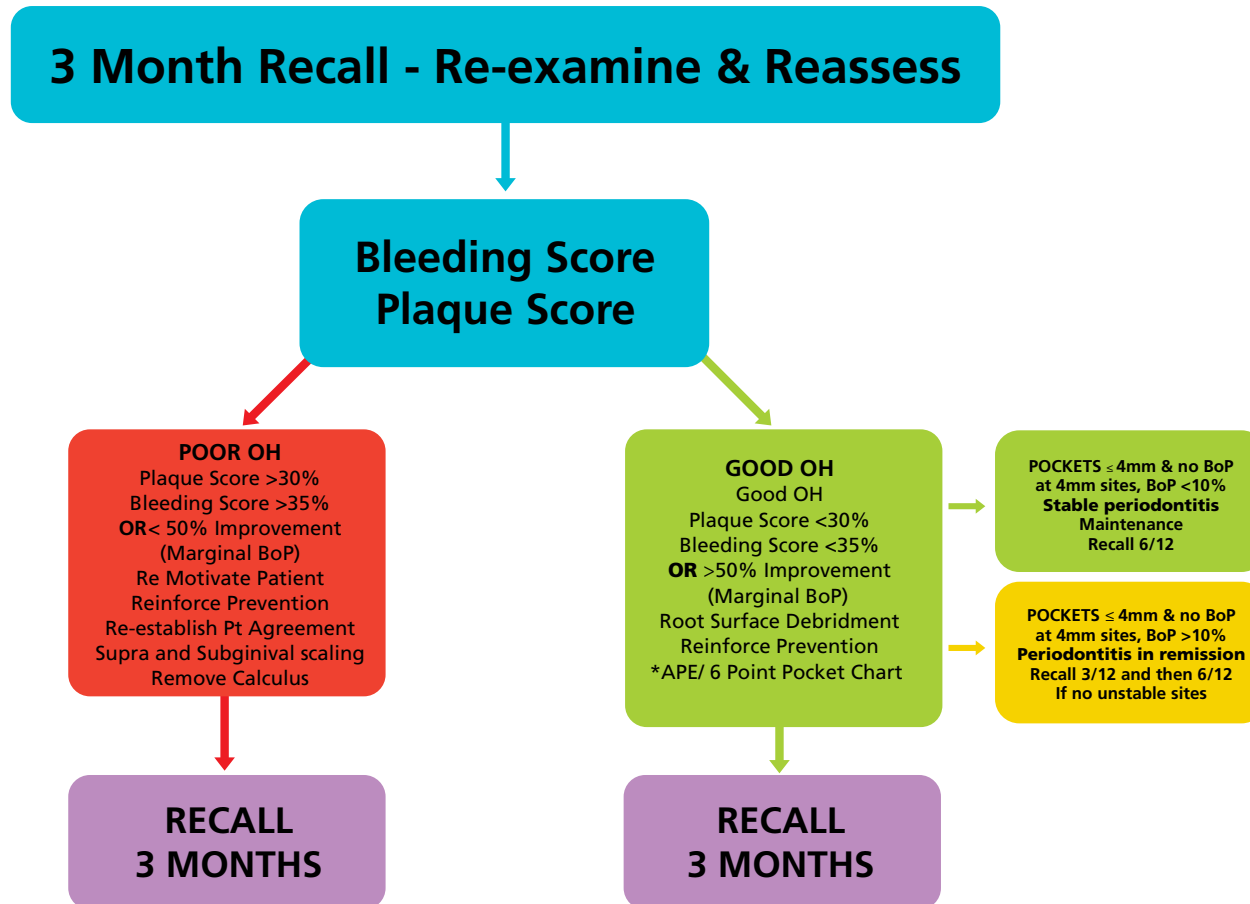 3 Month Recall - Re-examine & Reassess
Bleeding Score
Plaque Score
POOR OH
Plaque Score >30%
Bleeding Score >35%
OR< 50% Improvement
(Marginal BoP)
Re Motivate Patient
Reinforce Prevention
Re-establish Pt Agreement
Supra and Subginival scaling
Remove Calculus
RECALL
3 MONTHS
GOOD OH
Good OH
Plaque Score <30%
Bleeding Score <35%
OR >50% Improvement
(Marginal BoP)
Root Surface Debridment
Reinforce Prevention
*APE/ 6 Point Pocket Chart
RECALL
3 MONTHS
POCKETS ≤ 4mm & no BoP
at 4mm sites, BoP <10%
Stable periodontitis
Maintenance
Recall 6/12
POCKETS ≤ 4mm & no BoP
at 4mm sites, BoP >10%
Periodontitis in remission
Recall 3/12 and then 6/12
If no unstable sites